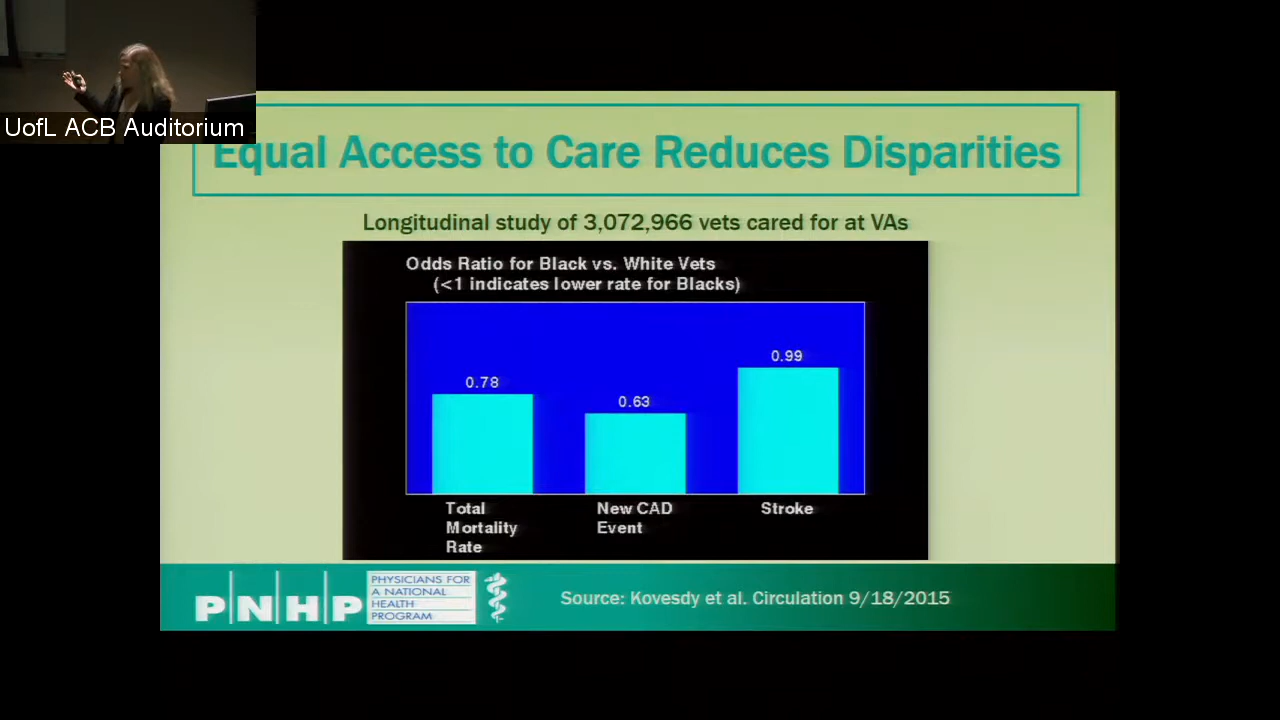 UofL ACB Auditorium
Equal Access to Care Reduces Disparities
Longitudinal study of 3,072,966 vets cared for at VAs
Odds Ratio for Black vs. White Vets
(<1 indicates lower rate for Blacks)
0.78
0.63
0.99
Total
Mortality
Rate
New CAD
Event
Stroke
PNHP
PHYSICIANS FOR
A NATIONAL
HEALTH
PROGRAM
Source: Kovesdy et al. Circulation 9/18/2015